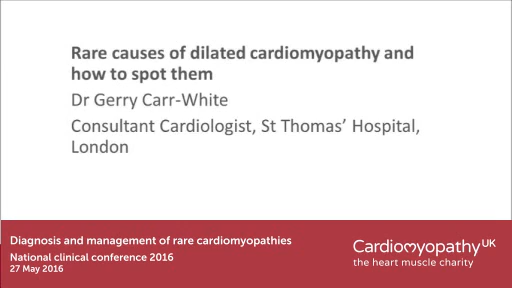 Rare causes of dilated cardiomyopathy and
how to spot them
Dr Gerry Carr-White
Consultant Cardiologist, St Thomas’ Hospital,
London
Diagnosis and management of rare cardiomyopathies
National clinical conference 2016
27 May 2016
Cardiomyopathy UK
the heart muscle charity